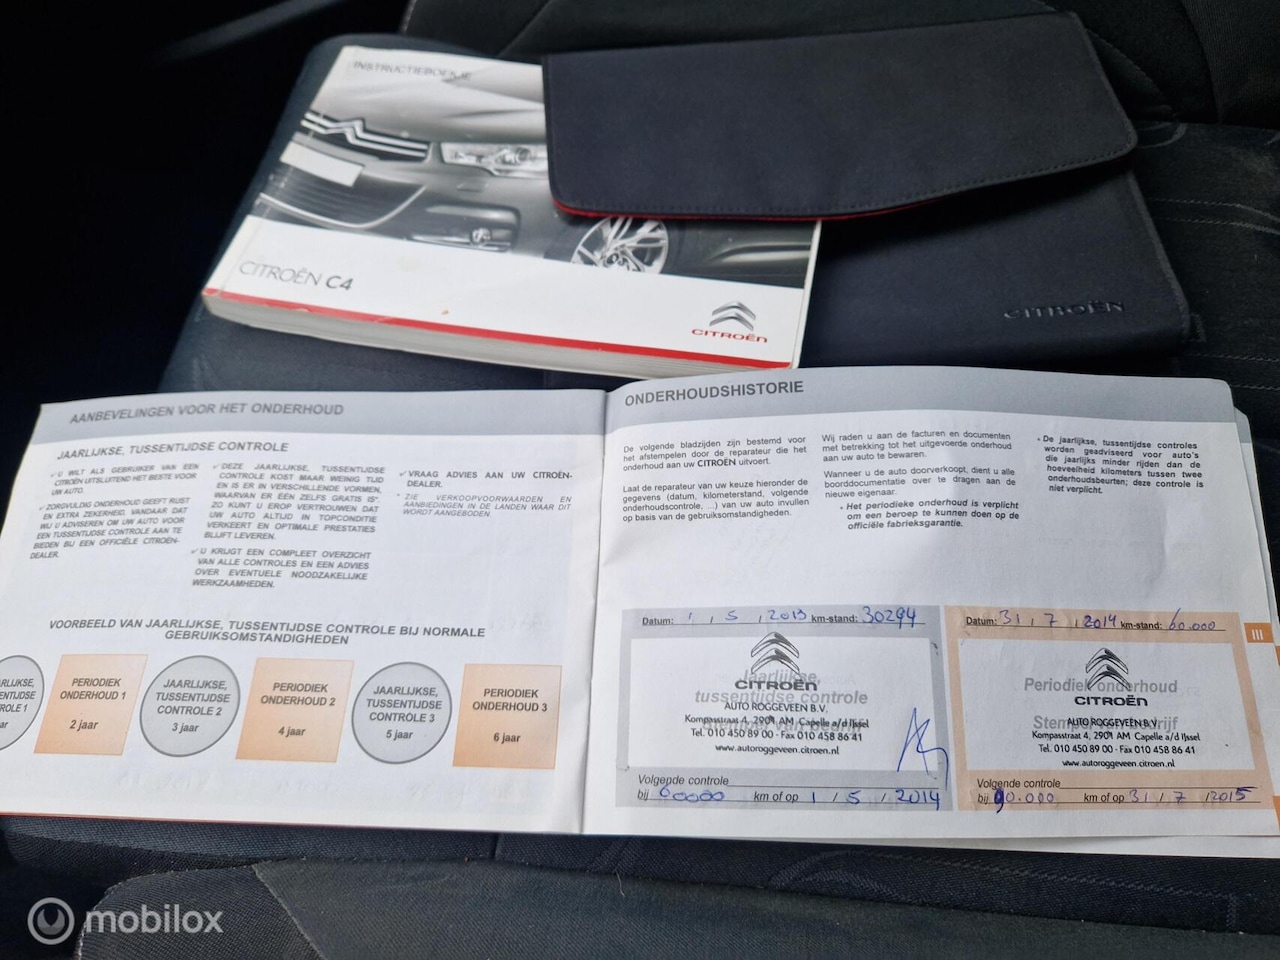 INSTRUCTIEBOEKJE
CITROËN C4
CITROËN
CITROËN
AANBEVELINGEN VOOR HET ONDERHOUD
JAARLIJKSE, TUSSENTIJDSE CONTROLE
✓ U WILT ALS GEBRUIKER VAN EEN
CITROËN UITSLUITEND HET BESTE VOOR
UW AUTO.
✓ ZORGVULDIG ONDERHOUD GEEFT RUST
EN EXTRA ZEKERHEID. VANDAAR DAT
WIJ U ADVISEREN OM UW AUTO VOOR
EEN TUSSENTIJDSE CONTROLE AAN TE
BIEDEN BIJ EEN OFFICIËLE CITROËN-
DEALER.
✓ DEZE JAARLIJKSE, TUSSENTIJDSE
CONTROLE KOST MAAR WEINIG TIJD
EN IS ER IN VERSCHILLENDE VORMEN,
WAARVAN ER ÉÉN ZELFS GRATIS IS*.
ZO KUNT U EROP VERTROUWEN DAT
UW AUTO ALTIJD IN TOPCONDITIE
VERKEERT EN OPTIMALE PRESTATIES
BLIJFT LEVEREN.
✓ U KRIJGT EEN COMPLEET OVERZICHT
VAN ALLE CONTROLES EN EEN ADVIES
OVER EVENTUELE NOODZAKELIJKE
WERKZAAMHEDEN.
✓ VRAAG ADVIES AAN UW CITROËN-
DEALER.
* ZIE VERKOOPVOORWAARDEN EN
AANBIEDINGEN IN DE LANDEN WAAR DIT
WORDT AANGEBODEN.
VOORBEELD VAN JAARLIJKSE, TUSSENTIJDSE CONTROLE BIJ NORMALE
GEBRUIKSOMSTANDIGHEDEN
PERIODIEK
ONDERHOUD 1
2 jaar
JAARLIJKSE,
TUSSENTIJDSE
CONTROLE 2
3 jaar
PERIODIEK
ONDERHOUD 2
4 jaar
JAARLIJKSE,
TUSSENTIJDSE
CONTROLE 3
5 jaar
PERIODIEK
ONDERHOUD 3
6 jaar
ONDERHOUDSHISTORIE
De volgende bladzijden zijn bestemd voor
het afstempelen door de reparateur die het
onderhoud aan uw CITROËN uitvoert.
Laat de reparateur van uw keuze hieronder de
gegevens (datum, kilometerstand, volgende
onderhoudscontrole, ...) van uw auto invullen
op basis van de gebruiksomstandigheden.
Wij raden u aan de facturen en documenten
met betrekking tot het uitgevoerde onderhoud
aan uw auto te bewaren.
Wanneer u de auto doorverkoopt, dient u alle
boorddocumentatie over te dragen aan de
nieuwe eigenaar.
• Het periodieke onderhoud is verplicht
om een beroep te kunnen doen op de
officiële fabrieksgarantie.
• De jaarlijkse, tussentijdse controles
worden geadviseerd voor auto's
die jaarlijks minder rijden dan de
hoeveelheid kilometers tussen twee
onderhoudsbeurten; deze controle is
niet verplicht.
Datum: 1 / 5 / 2013 km-stand: 30294
Jaarlijkse,
CITROËN
tussentijdse controle
AUTO ROGGEVEEN B.V.
Kompasstraat 4, 2901 AM Capelle a/d IJssel
Stempel van bedrijf
Tel. 010 450 89 00 - Fax 010 458 86 41
www.autoroggeveen.citroen.nl
Volgende controle
bij 60000 km of op 1 / 5 / 2014
Datum: 31 / 7 / 2014 km-stand: 60.000
Periodiek onderhoud
CITROËN
AUTO ROGGEVEEN B.V.
Stempel van bedrijf
Kompasstraat 4, 2901 AM Capelle a/d IJssel
Tel. 010 450 89 00 - Fax 010 458 86 41
www.autoroggeveen.citroen.nl
Volgende controle
bij 90.000 km of op 31 / 7 / 2015
III
mobilox